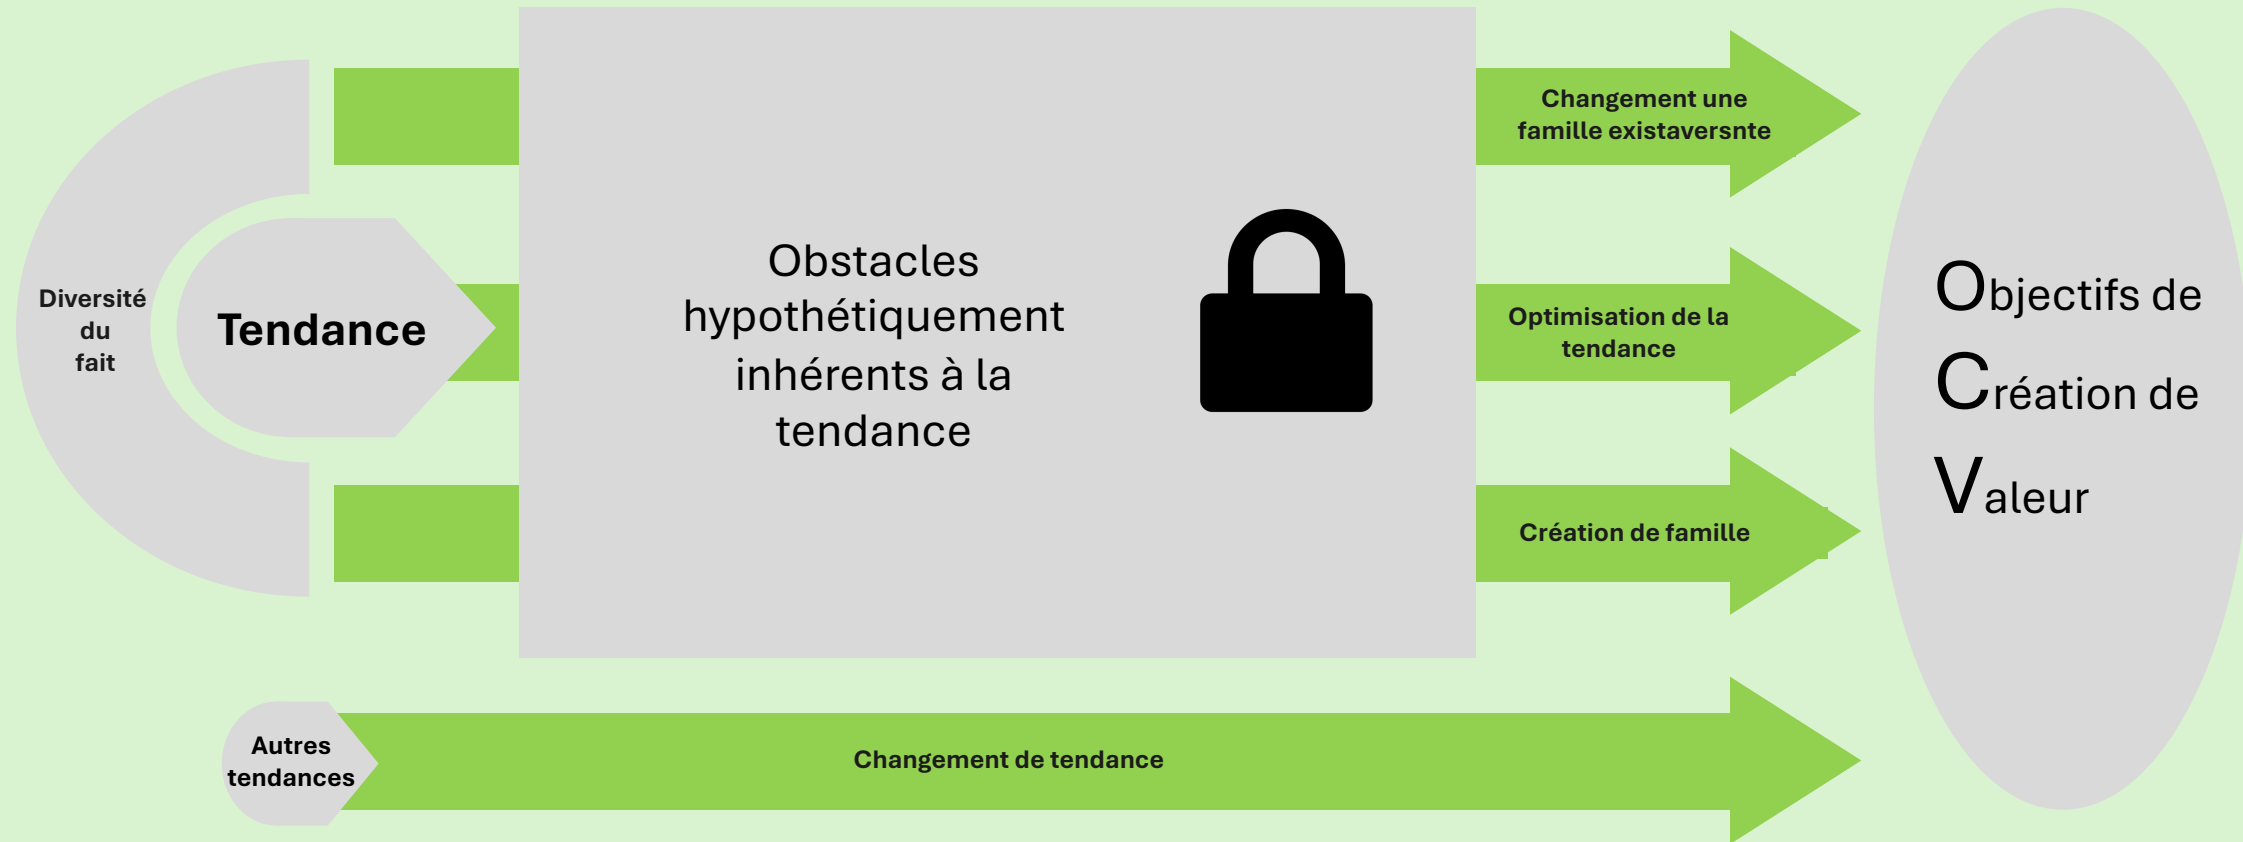 Diversité
du
fait
Tendance
Obstacles
hypothétiquement
inhérents à la
tendance
Changement une
famille existaversnte
Optimisation de la
tendance
Création de famille
Objectifs de
Création de
Valeur
Autres
tendances
Changement de tendance